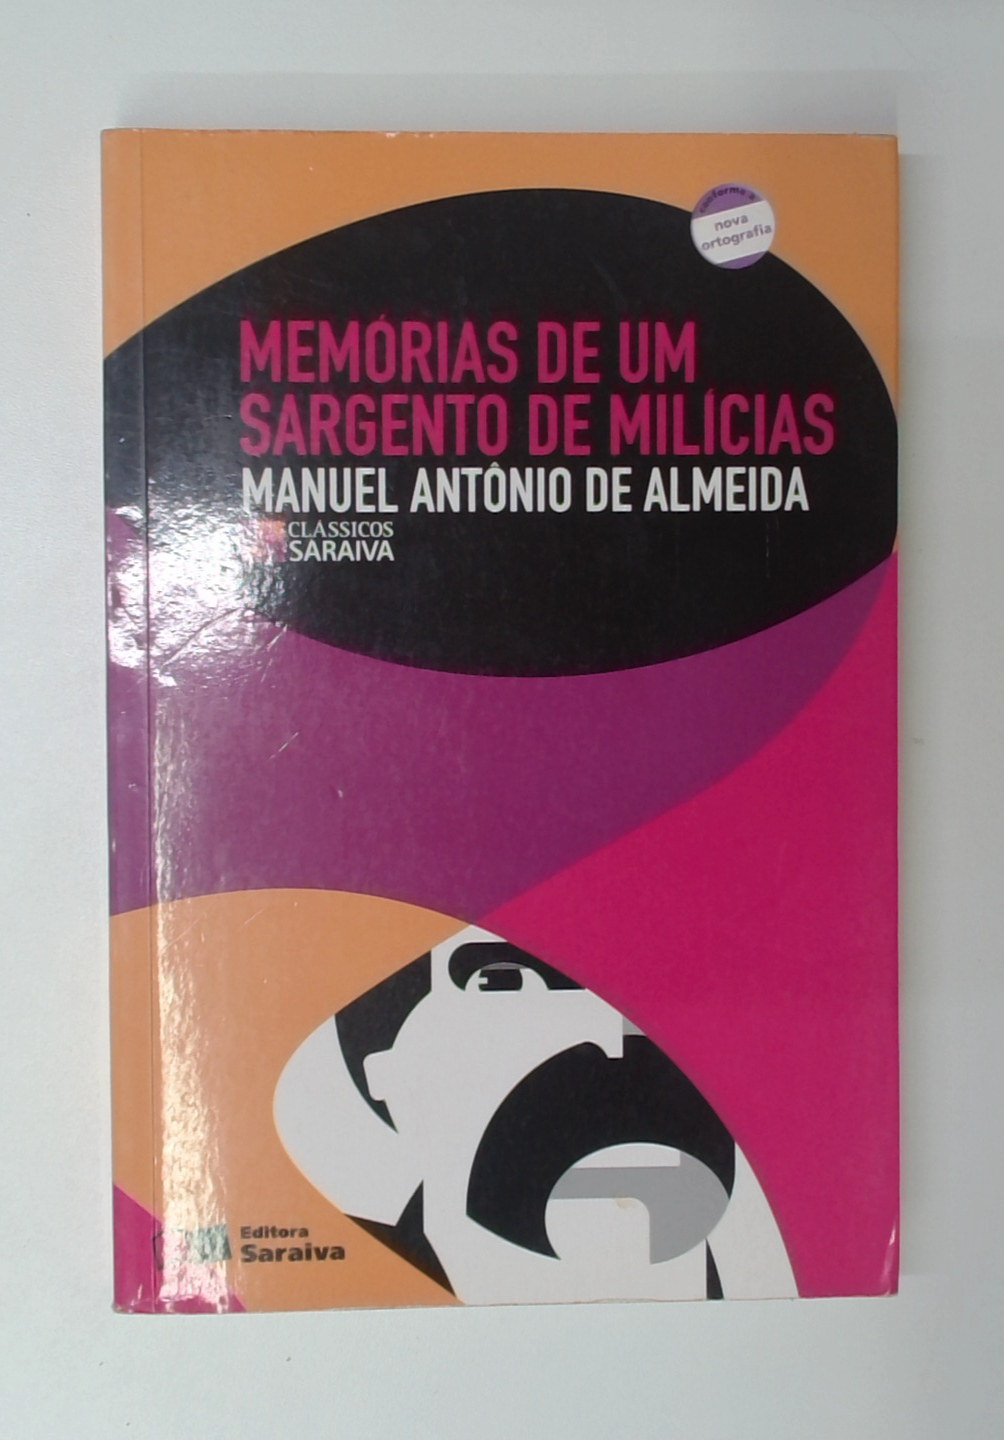 conforme a
nova
ortografia
MEMÓRIAS DE UM
SARGENTO DE MILÍCIAS
MANUEL ANTÔNIO DE ALMEIDA
CLÁSSICOS
SARAIVA
Editora
Saraiva